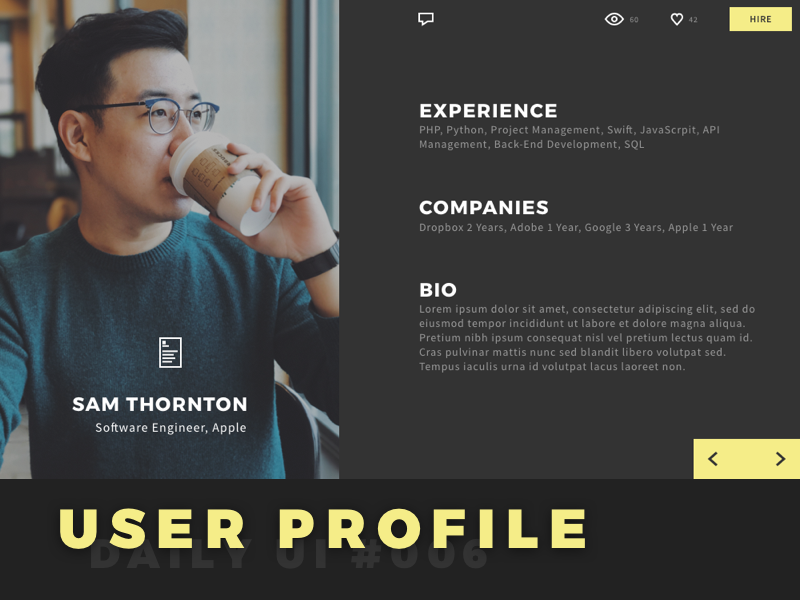 60
42
HIRE
EXPERIENCE
PHP, Python, Project Management, Swift, JavaScrpit, API
Management, Back-End Development, SQL
COMPANIES
Dropbox 2 Years, Adobe 1 Year, Google 3 Years, Apple 1 Year
BIO
Lorem ipsum dolor sit amet, consectetur adipiscing elit, sed do
eiusmod tempor incididunt ut labore et dolore magna aliqua.
Pretium nibh ipsum consequat nisl vel pretium lectus quam id.
Cras pulvinar mattis nunc sed blandit libero volutpat sed.
Tempus iaculis urna id volutpat lacus laoreet non.
SAM THORNTON
Software Engineer, Apple
USER PROFILE
DAILY UI #006